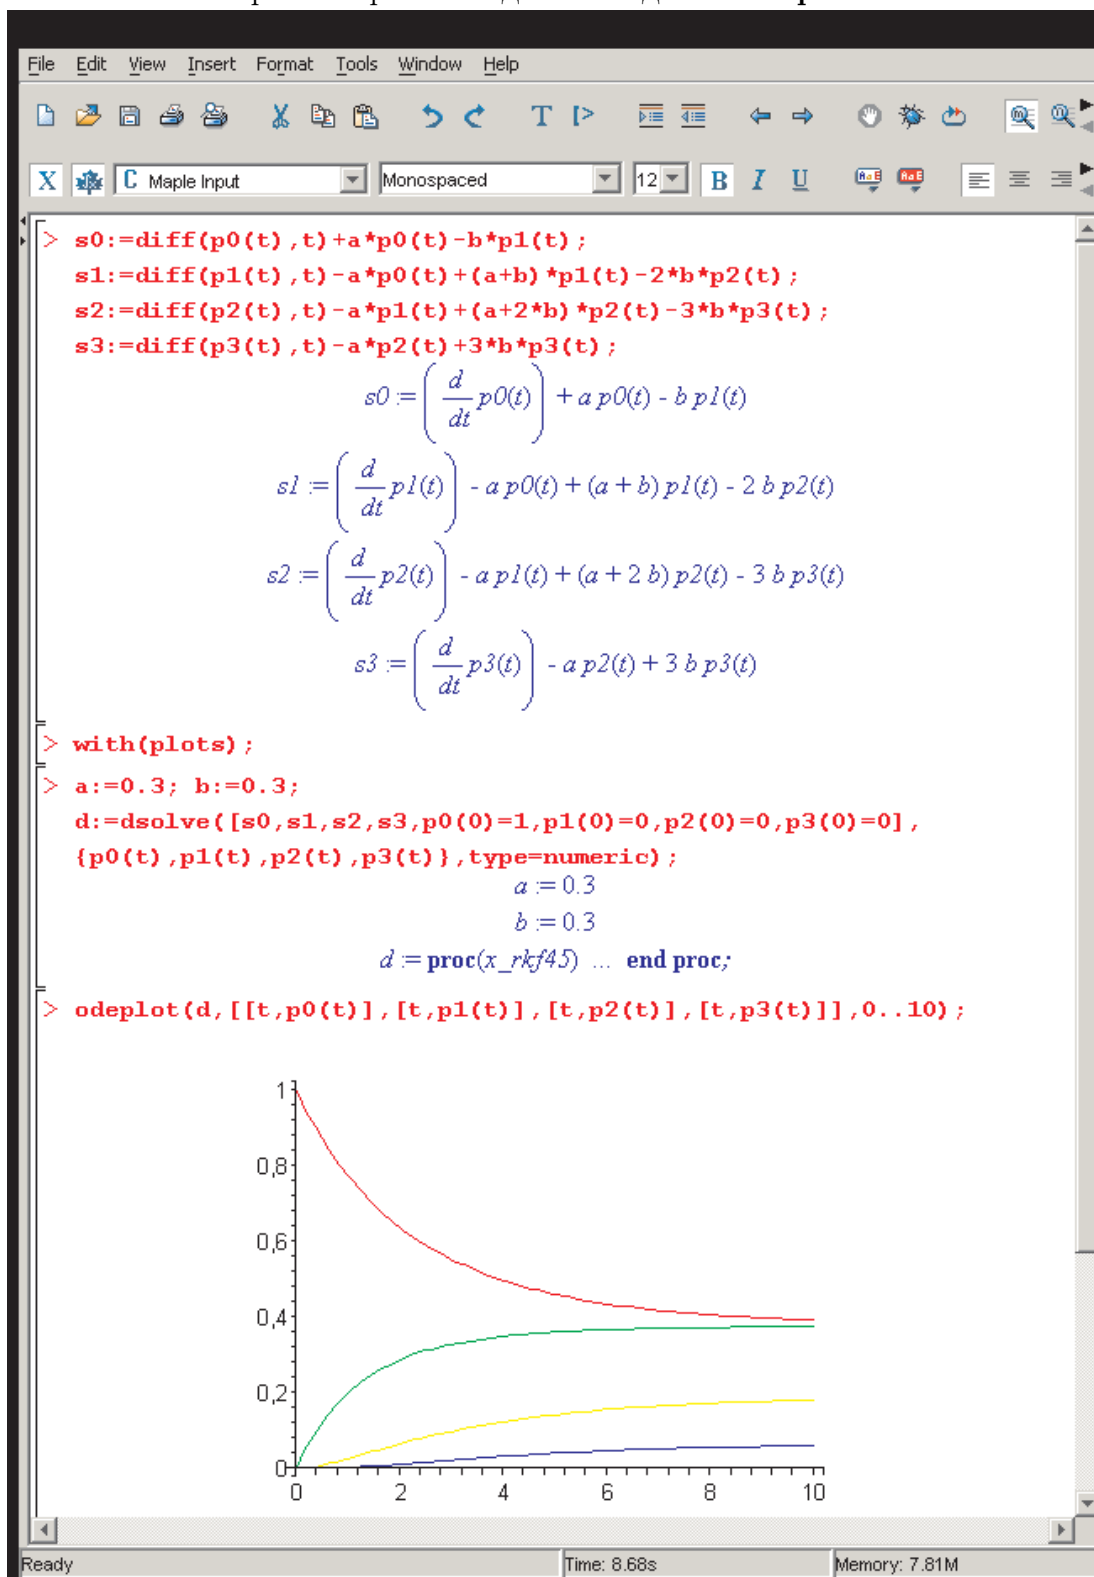 File Edit View Insert Format Tools Window Help
C Maple Input Monospaced 12 B I U
> s0:=diff(p0(t),t)+a*p0(t)-b*p1(t);
s1:=diff(p1(t),t)-a*p0(t)+(a+b)*p1(t)-2*b*p2(t);
s2:=diff(p2(t),t)-a*p1(t)+(a+2*b)*p2(t)-3*b*p3(t);
s3:=diff(p3(t),t)-a*p2(t)+3*b*p3(t);
s0 := (d/dt p0(t)) + a p0(t) - b p1(t)
s1 := (d/dt p1(t)) - a p0(t) + (a + b) p1(t) - 2 b p2(t)
s2 := (d/dt p2(t)) - a p1(t) + (a + 2 b) p2(t) - 3 b p3(t)
s3 := (d/dt p3(t)) - a p2(t) + 3 b p3(t)
> with(plots);
> a:=0.3; b:=0.3;
d:=dsolve([s0,s1,s2,s3,p0(0)=1,p1(0)=0,p2(0)=0,p3(0)=0],
{p0(t),p1(t),p2(t),p3(t)},type=numeric);
a := 0.3
b := 0.3
d := proc(x_rkf45) ... end proc;
> odeplot(d,[[t,p0(t)],[t,p1(t)],[t,p2(t)],[t,p3(t)]],0..10);
1
0,8
0,6
0,4
0,2
0
0 2 4 6 8 10
Ready Time: 8.68s Memory: 7.81M